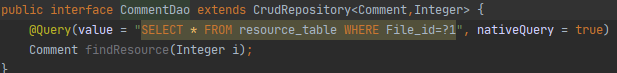 public interface CommentDao extends CrudRepository<Comment,Integer> {
@Query(value = "SELECT * FROM resource_table WHERE File_id=?1", nativeQuery = true)
Comment findResource(Integer i);
}